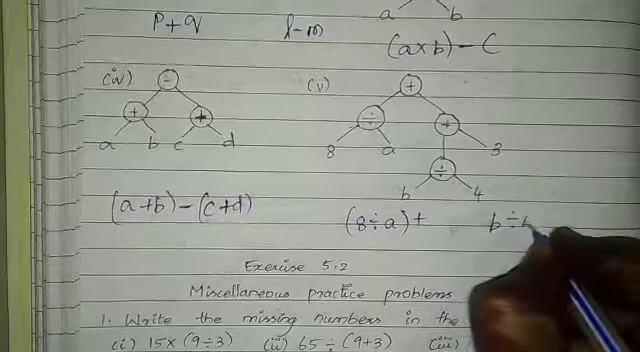 a b
P+q l-m
(a×b)-C
(iv) - (v) +
+ + ÷ +
a b c d 8 a 3
÷
b 4
(a+b)-(c+d) (8÷a)+ b÷
Exercise 5.2
Miscellaneous practice problems
1. Write the missing numbers in the
(i) 15×(9÷3) (ii) 65÷(9+3) (iii)